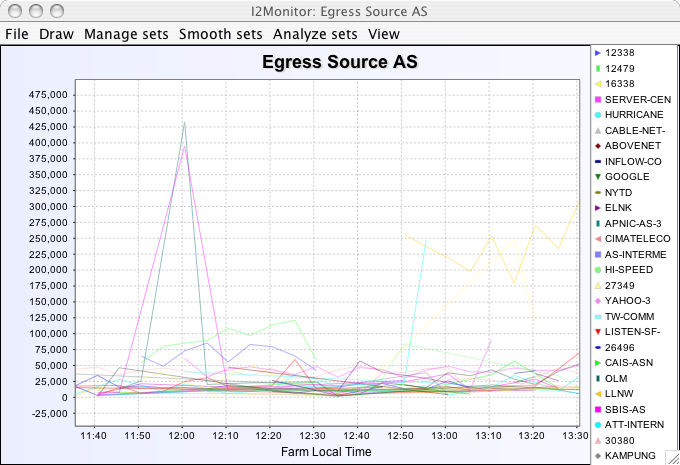 I2Monitor: Egress Source AS
File Draw Manage sets Smooth sets Analyze sets View
Egress Source AS
475,000
450,000
425,000
400,000
375,000
350,000
325,000
300,000
275,000
250,000
225,000
200,000
175,000
150,000
125,000
100,000
75,000
50,000
25,000
0
-25,000
11:40 11:50 12:00 12:10 12:20 12:30 12:40 12:50 13:00 13:10 13:20 13:30
Farm Local Time
12338
12479
16338
SERVER-CEN
HURRICANE
CABLE-NET-
ABOVENET
INFLOW-CO
GOOGLE
NYTD
ELNK
APNIC-AS-3
CIMATELECO
AS-INTERME
HI-SPEED
27349
YAHOO-3
TW-COMM
LISTEN-SF-
26496
CAIS-ASN
OLM
LLNW
SBIS-AS
ATT-INTERN
30380
KAMPUNG